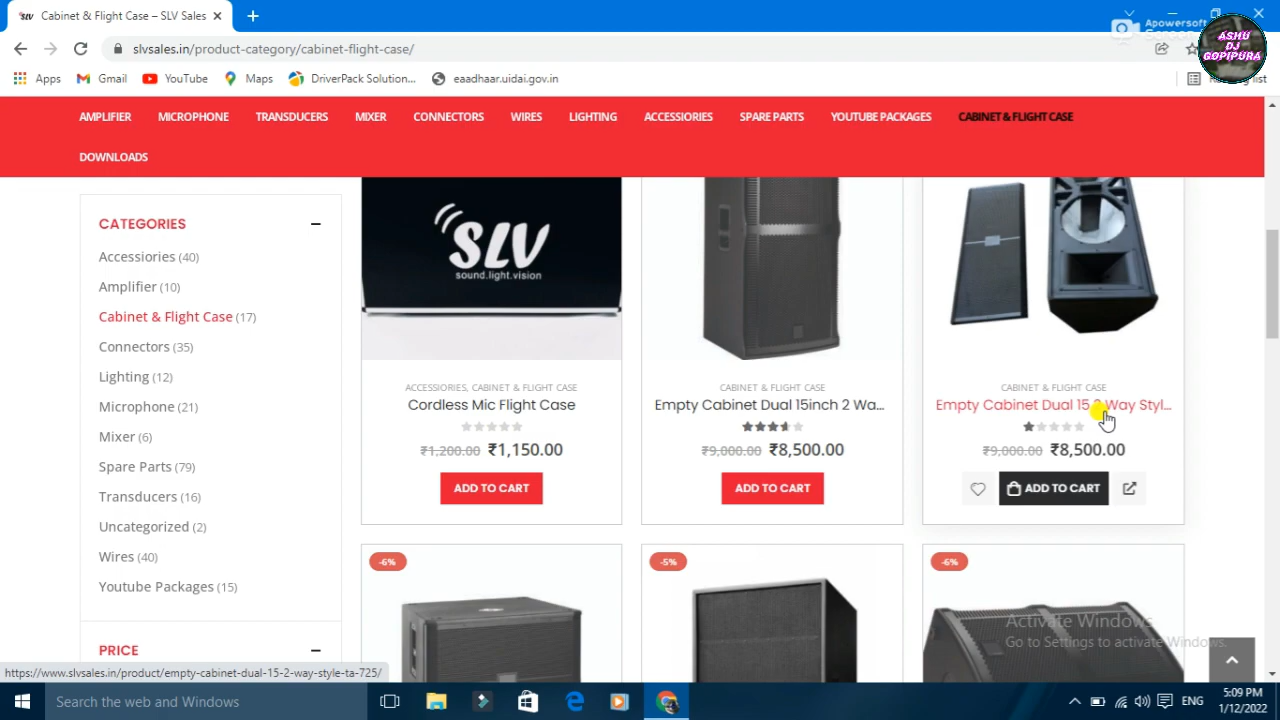 SLV Cabinet & Flight Case – SLV Sales
Apowersoft
slvsales.in/product-category/cabinet-flight-case/
ASHU
DJ
GOPIPURA
Apps
Gmail
YouTube
Maps
DriverPack Solution...
eaadhaar.uidai.gov.in
list
AMPLIFIER
MICROPHONE
TRANSDUCERS
MIXER
CONNECTORS
WIRES
LIGHTING
ACCESSIORIES
SPARE PARTS
YOUTUBE PACKAGES
CABINET & FLIGHT CASE
DOWNLOADS
CATEGORIES
Accessiories (40)
Amplifier (10)
Cabinet & Flight Case (17)
Connectors (35)
Lighting (12)
Microphone (21)
Mixer (6)
Spare Parts (79)
Transducers (16)
Uncategorized (2)
Wires (40)
Youtube Packages (15)
PRICE
SLV
sound.light.vision
ACCESSIORIES, CABINET & FLIGHT CASE
Cordless Mic Flight Case
₹1,200.00 ₹1,150.00
ADD TO CART
CABINET & FLIGHT CASE
Empty Cabinet Dual 15inch 2 Wa...
₹9,000.00 ₹8,500.00
ADD TO CART
CABINET & FLIGHT CASE
Empty Cabinet Dual 15 2 Way Styl...
₹9,000.00 ₹8,500.00
ADD TO CART
-6%
-5%
-6%
Activate Windows
Go to Settings to activate Windows.
https://www.slvsales.in/product/empty-cabinet-dual-15-2-way-style-ta-725/
Search the web and Windows
ENG
5:09 PM
1/12/2022